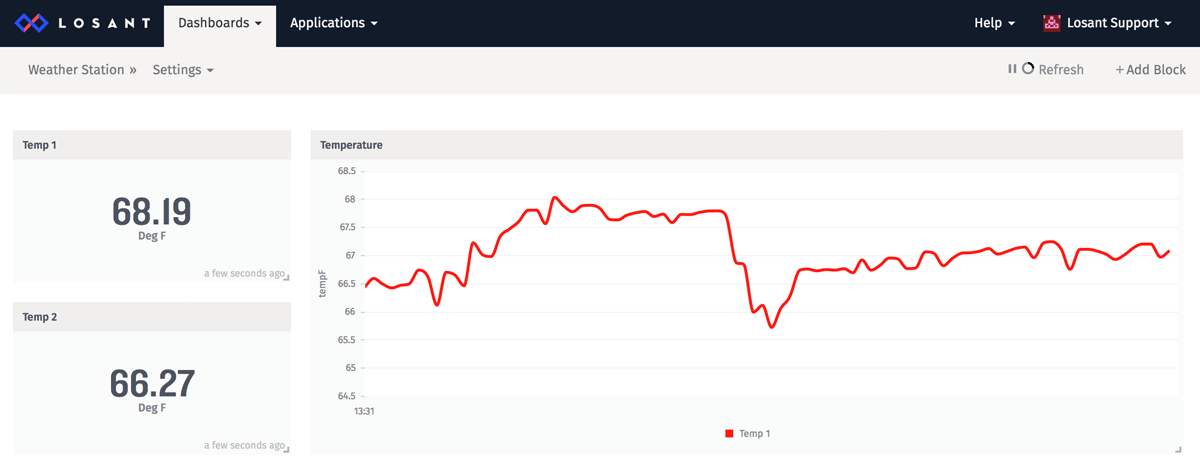 LOSANT Dashboards Applications Help Losant Support
Weather Station » Settings Refresh + Add Block
Temp 1
68.19
Deg F
a few seconds ago
Temp 2
66.27
Deg F
a few seconds ago
Temperature
68.5
68
67.5
67
66.5
66
65.5
65
64.5
tempF
13:31
Temp 1